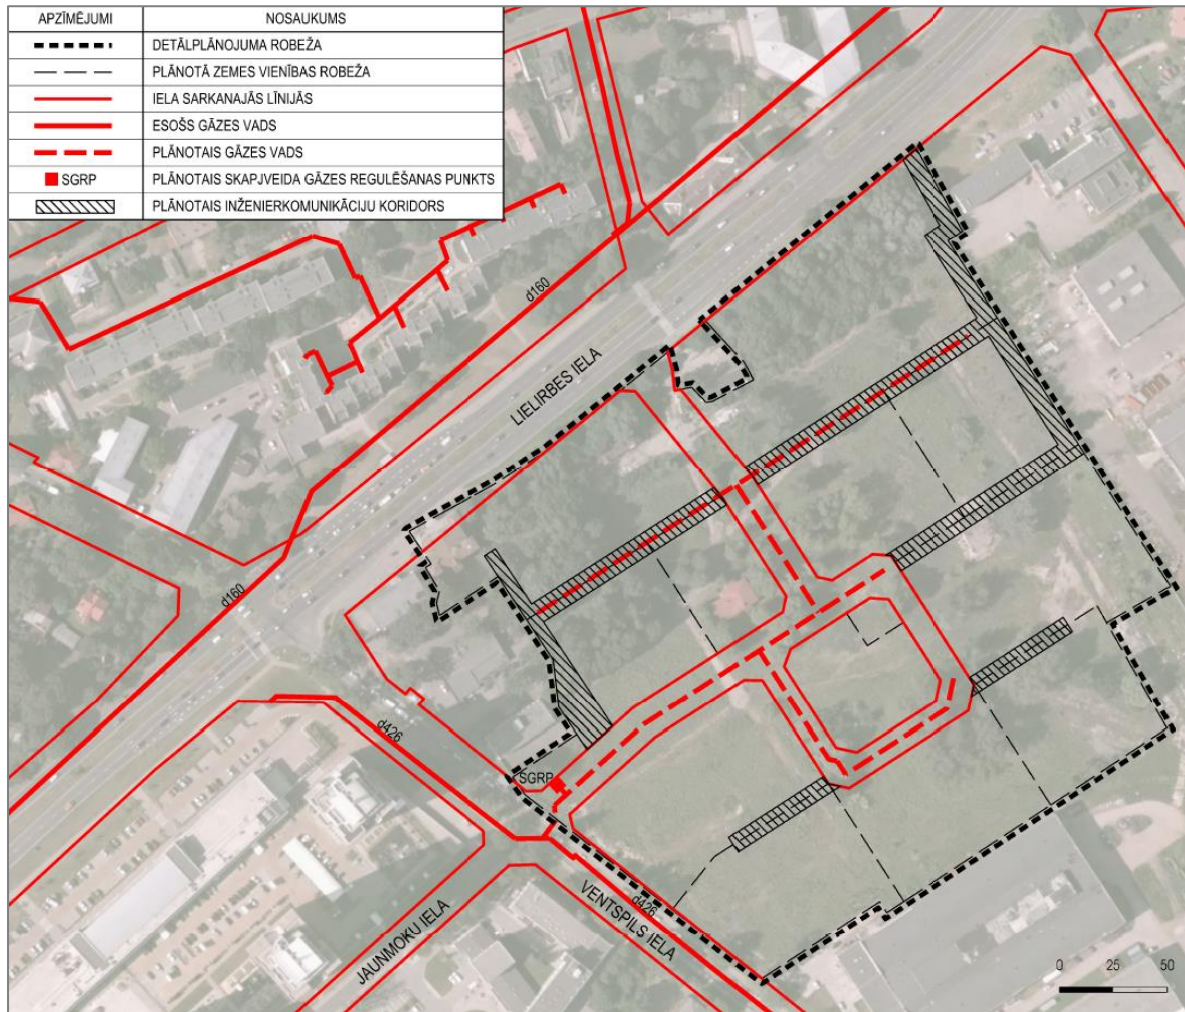 APZĪMĒJUMI NOSAUKUMS
DETĀLPLĀNOJUMA ROBEŽA
PLĀNOTĀ ZEMES VIENĪBAS ROBEŽA
IELA SARKANAJĀS LĪNIJĀS
ESOŠS GĀZES VADS
PLĀNOTAIS GĀZES VADS
SGRP PLĀNOTAIS SKAPJVEIDA GĀZES REGULĒŠANAS PUNKTS
PLĀNOTAIS INŽENIERKOMUNIKĀCIJU KORIDORS
d160
LIELIRBES IELA
d160
d426
SGRP
d426
VENTSPILS IELA
JAUNMOKU IELA
0 25 50